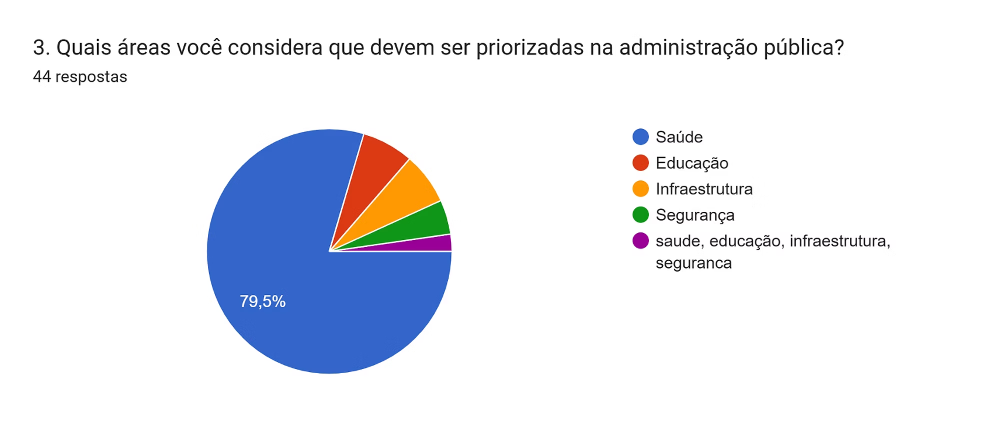 3. Quais áreas você considera que devem ser priorizadas na administração pública?
44 respostas
79,5%
Saúde
Educação
Infraestrutura
Segurança
saude, educação, infraestrutura,
seguranca